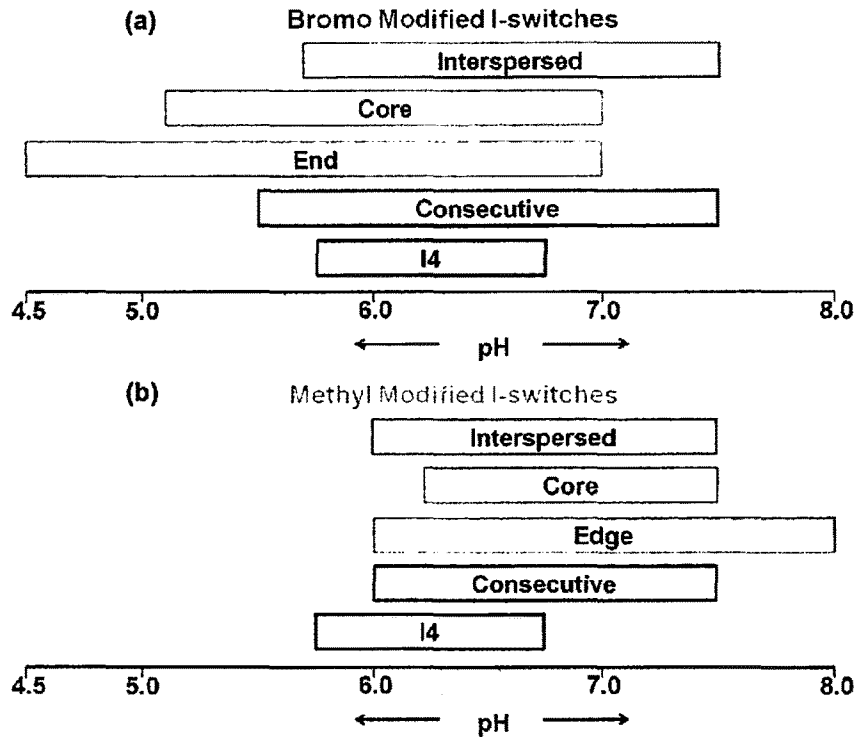 (a) Bromo Modified I-switches
Interspersed
Core
End
Consecutive
I4
4.5 5.0 6.0 7.0 8.0
pH
(b) Methyl Modified I-switches
Interspersed
Core
Edge
Consecutive
I4
4.5 5.0 6.0 7.0 8.0
pH